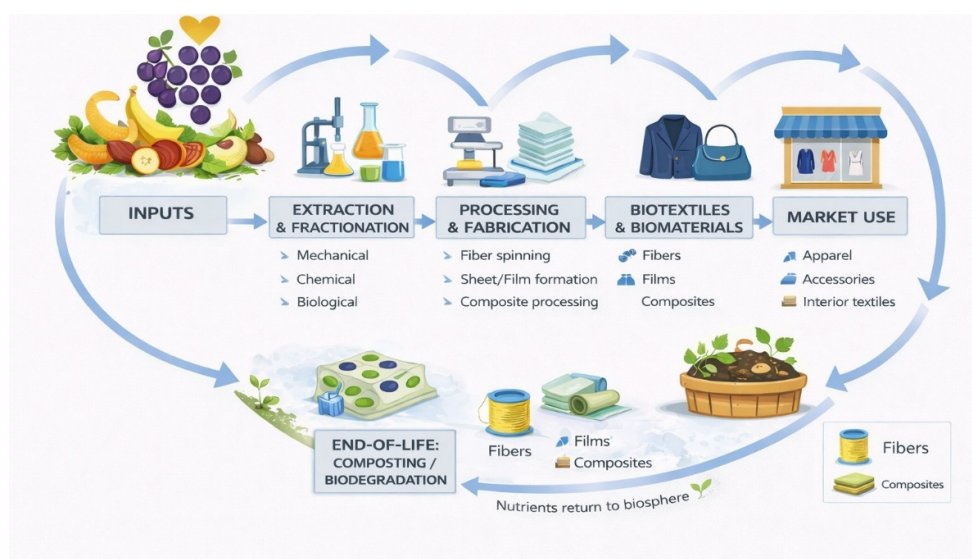 INPUTS
EXTRACTION
& FRACTIONATION
Mechanical
Chemical
Biological
PROCESSING
& FABRICATION
Fiber spinning
Sheet/Film formation
Composite processing
BIOTEXTILES
& BIOMATERIALS
Fibers
Films
Composites
MARKET USE
Apparel
Accessories
Interior textiles
END-OF-LIFE:
COMPOSTING /
BIODEGRADATION
Fibers
Films
Composites
Nutrients return to biosphere
Fibers
Composites